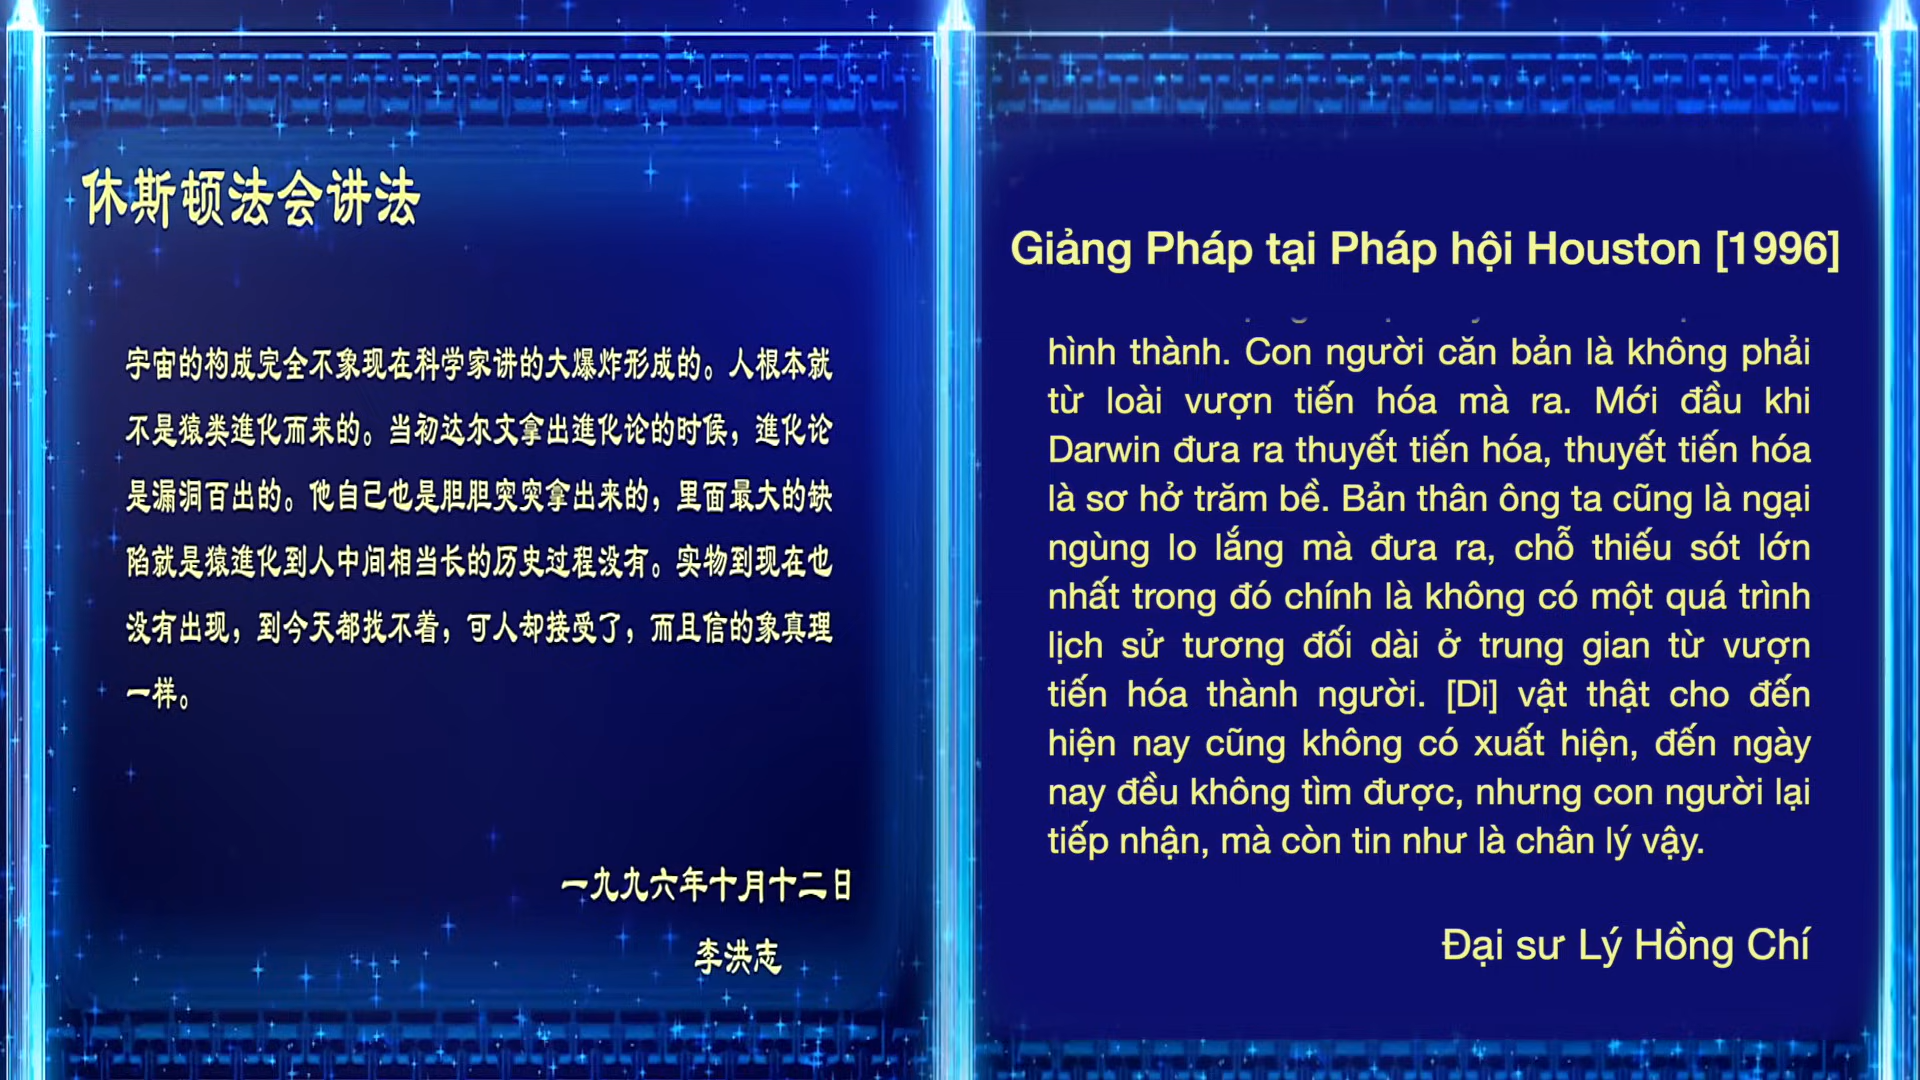 休斯顿法会讲法
宇宙的构成完全不象现在科学家讲的大爆炸形成的。人根本就
不是猿类進化而来的。当初达尔文拿出進化论的时候，進化论
是漏洞百出的。他自己也是胆胆突突拿出来的，里面最大的缺
陷就是猿進化到人中间相当长的历史过程没有。实物到现在也
没有出现，到今天都找不着，可人却接受了，而且信的象真理
一样。
一九九六年十月十二日
李洪志
Giảng Pháp tại Pháp hội Houston [1996]
hình thành. Con người căn bản là không phải
từ loài vượn tiến hóa mà ra. Mới đầu khi
Darwin đưa ra thuyết tiến hóa, thuyết tiến hóa
là sơ hở trăm bề. Bản thân ông ta cũng là ngại
ngùng lo lắng mà đưa ra, chỗ thiếu sót lớn
nhất trong đó chính là không có một quá trình
lịch sử tương đối dài ở trung gian từ vượn
tiến hóa thành người. [Di] vật thật cho đến
hiện nay cũng không có xuất hiện, đến ngày
nay đều không tìm được, nhưng con người lại
tiếp nhận, mà còn tin như là chân lý vậy.
Đại sư Lý Hồng Chí